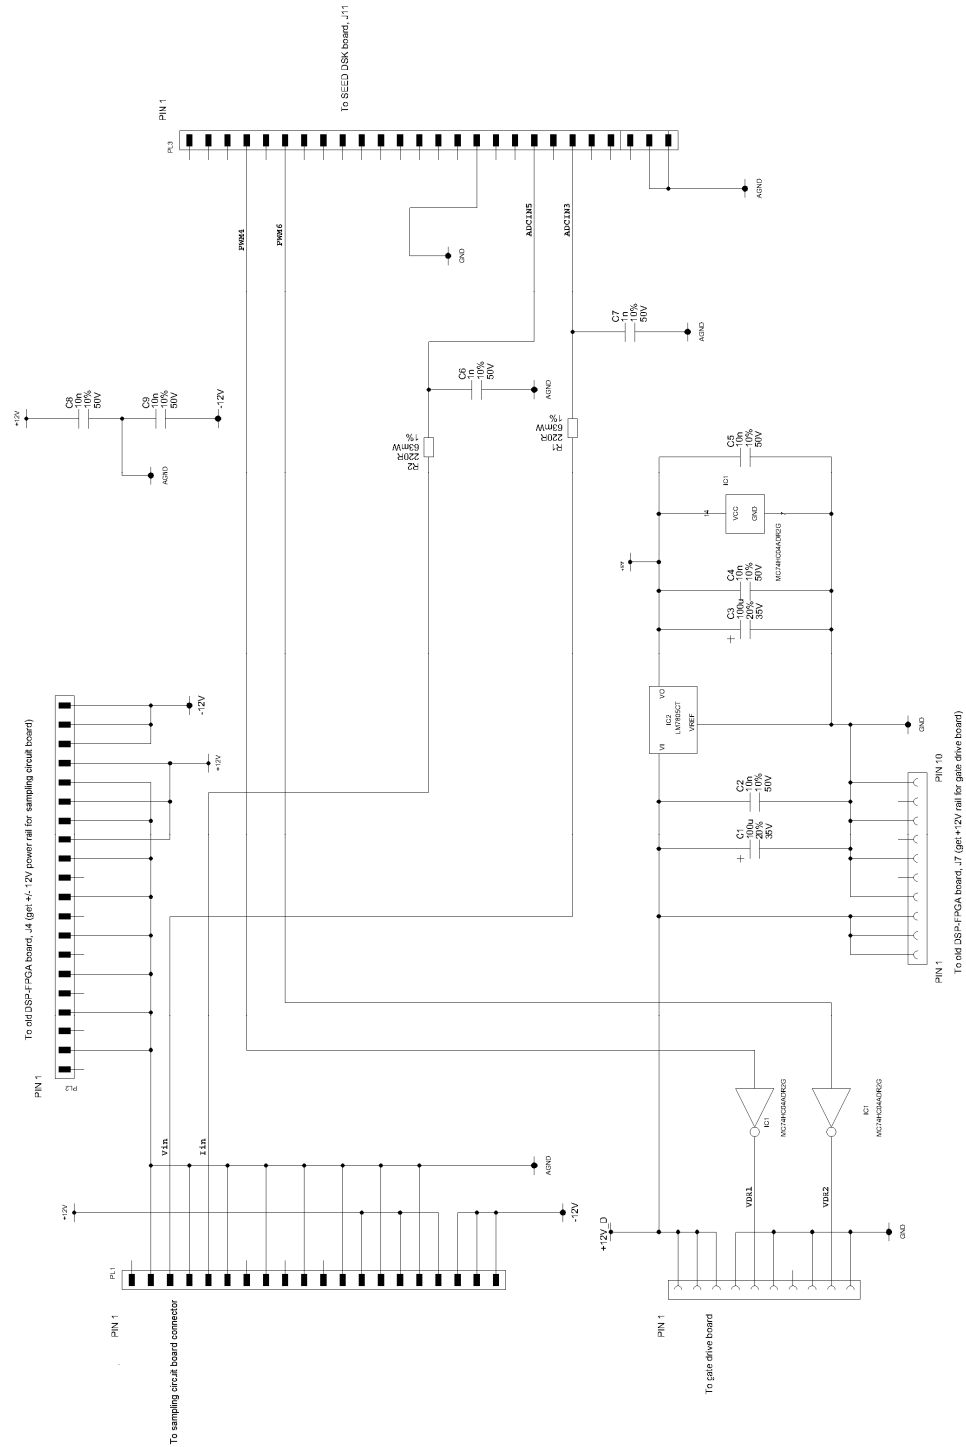 To SEED DSK board, J11
PIN 1
PL3
PWM4
PWM6
ADCIN5
ADCIN3
AGND
GND
C7
1n
10%
50V
AGND
C6
1n
10%
50V
AGND
+12V
C8
10n
10%
50V
C9
10n
10%
50V
-12V
AGND
R2
220R
63mW
1%
R1
220R
63mW
1%
C5
10n
10%
50V
IC1
14
VCC
GND
7
MC74HC04ADR2G
+5V
C4
10n
10%
50V
C3
100u
20%
35V
+
VO
IC2
LM7805CT
VI
VREF
GND
C2
10n
10%
50V
C1
100u
20%
35V
+
PIN 10
PIN 1
To old DSP-FPGA board, J7 (get +12V rail for gate drive board)
To old DSP-FPGA board, J4 (get +/- 12V power rail for sampling circuit board)
PIN 1
PL2
-12V
+12V
Vin
Iin
AGND
+12V
-12V
PL1
PIN 1
To sampling circuit board connector
IC1
MC74HC04ADR2G
IC1
MC74HC04ADR2G
VDR1
VDR2
+12V_D
GND
PIN 1
To gate drive board